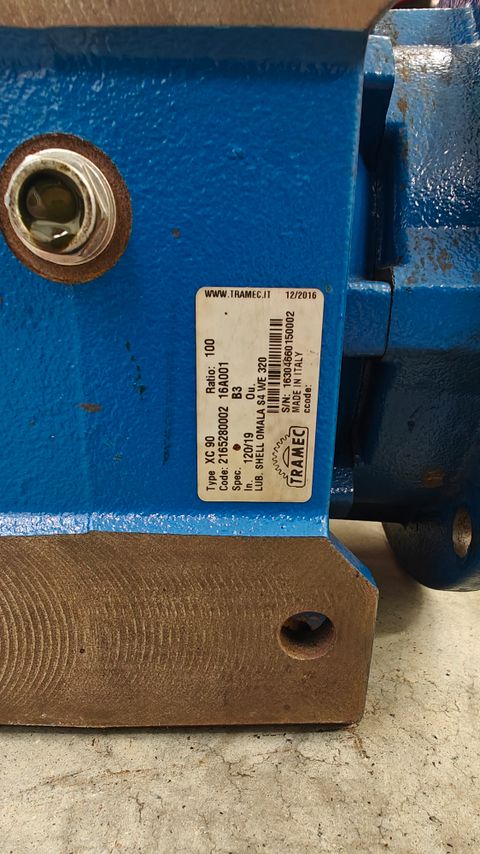 WWW.TRAMEC.IT 12/2016
Type XC 90 Ratio: 100
Code: 2165280002 16A001
Spec. B3
In. 120/19 Ou.
LUB. SHELL OMALA S4 WE 320
S/N: 16304660150002
MADE IN ITALY
ccode:
TRAMEC